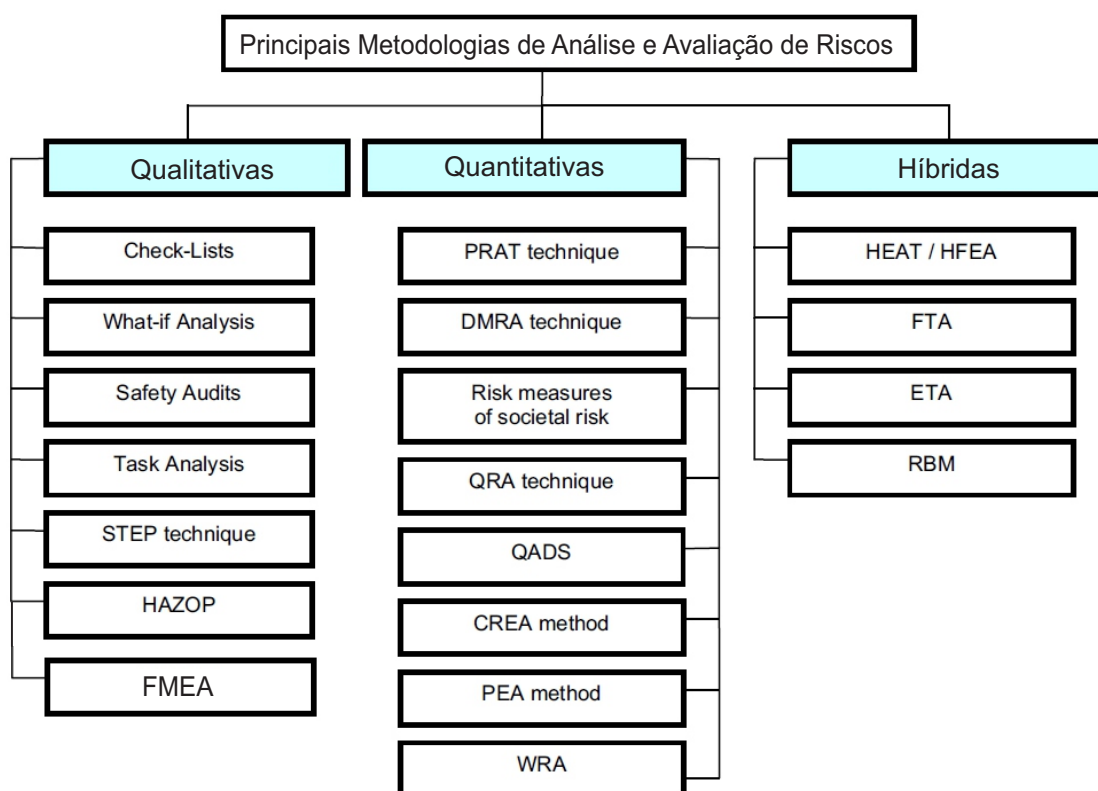 Principais Metodologias de Análise e Avaliação de Riscos
Qualitativas
Check-Lists
What-if Analysis
Safety Audits
Task Analysis
STEP technique
HAZOP
FMEA
Quantitativas
PRAT technique
DMRA technique
Risk measures
of societal risk
QRA technique
QADS
CREA method
PEA method
WRA
Híbridas
HEAT / HFEA
FTA
ETA
RBM